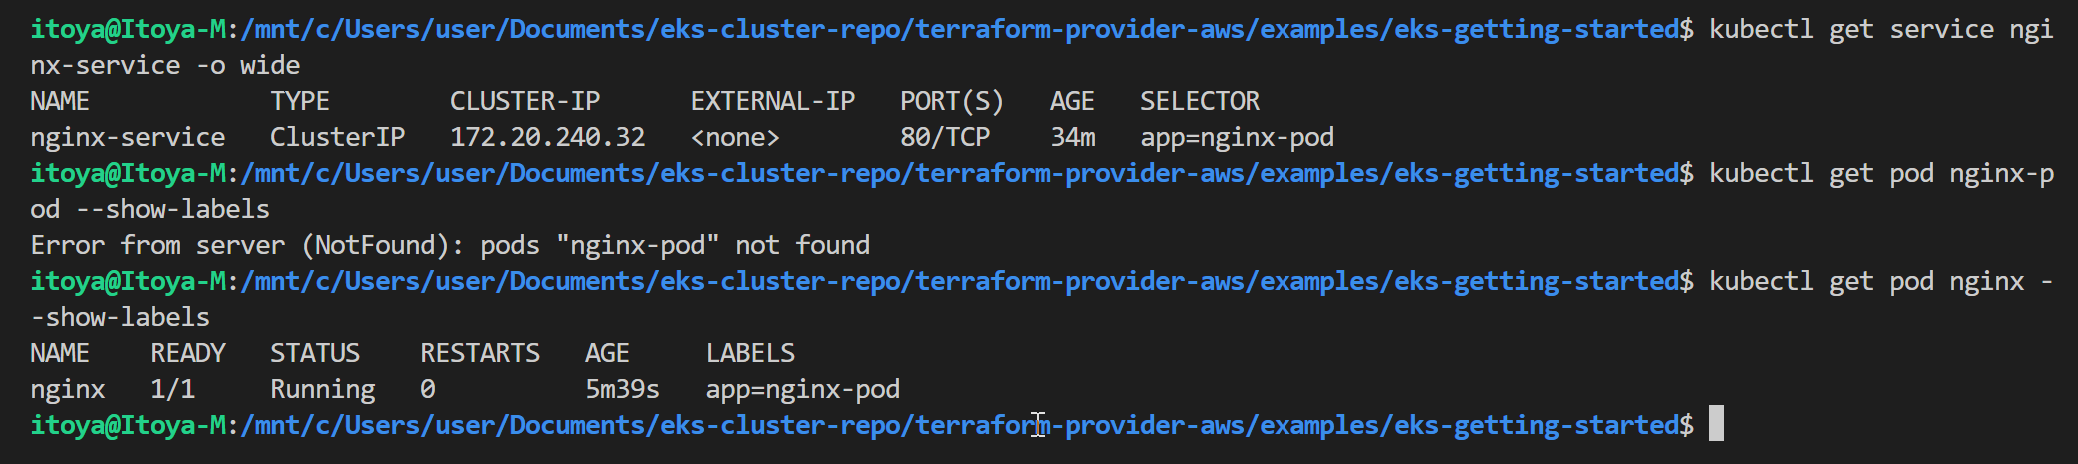 itoya@Itoya-M:/mnt/c/Users/user/Documents/eks-cluster-repo/terraform-provider-aws/examples/eks-getting-started$ kubectl get service ngi
nx-service -o wide
NAME            TYPE        CLUSTER-IP      EXTERNAL-IP   PORT(S)   AGE   SELECTOR
nginx-service   ClusterIP   172.20.240.32   <none>        80/TCP    34m   app=nginx-pod
itoya@Itoya-M:/mnt/c/Users/user/Documents/eks-cluster-repo/terraform-provider-aws/examples/eks-getting-started$ kubectl get pod nginx-p
od --show-labels
Error from server (NotFound): pods "nginx-pod" not found
itoya@Itoya-M:/mnt/c/Users/user/Documents/eks-cluster-repo/terraform-provider-aws/examples/eks-getting-started$ kubectl get pod nginx -
-show-labels
NAME    READY   STATUS    RESTARTS   AGE     LABELS
nginx   1/1     Running   0          5m39s   app=nginx-pod
itoya@Itoya-M:/mnt/c/Users/user/Documents/eks-cluster-repo/terraform-provider-aws/examples/eks-getting-started$